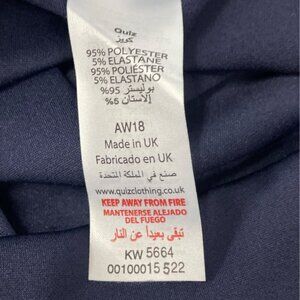 Quiz
كويز
95% POLYESTER
5% ELASTANE
95% POLIÉSTER
5% ELASTANO
بوليستر 95%
إلاستان 5%
AW18
Made in UK
Fabricado en UK
صنع في المملكة المتحدة
www.quizclothing.co.uk
KEEP AWAY FROM FIRE
MANTENERSE ALEJADO
DEL FUEGO
تبقى بعيداً عن النار
KW 5664
00100015 522